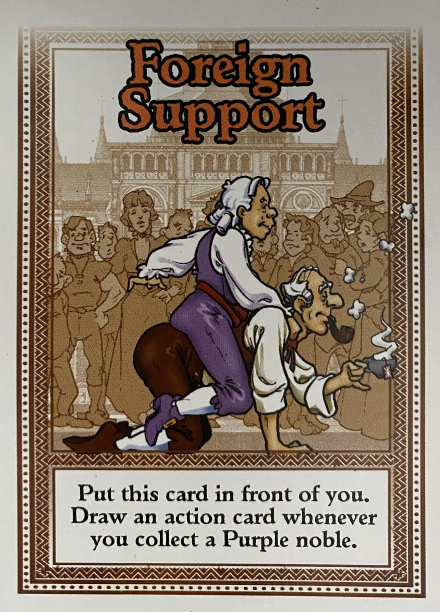 Foreign
Support
Put this card in front of you.
Draw an action card whenever
you collect a Purple noble.